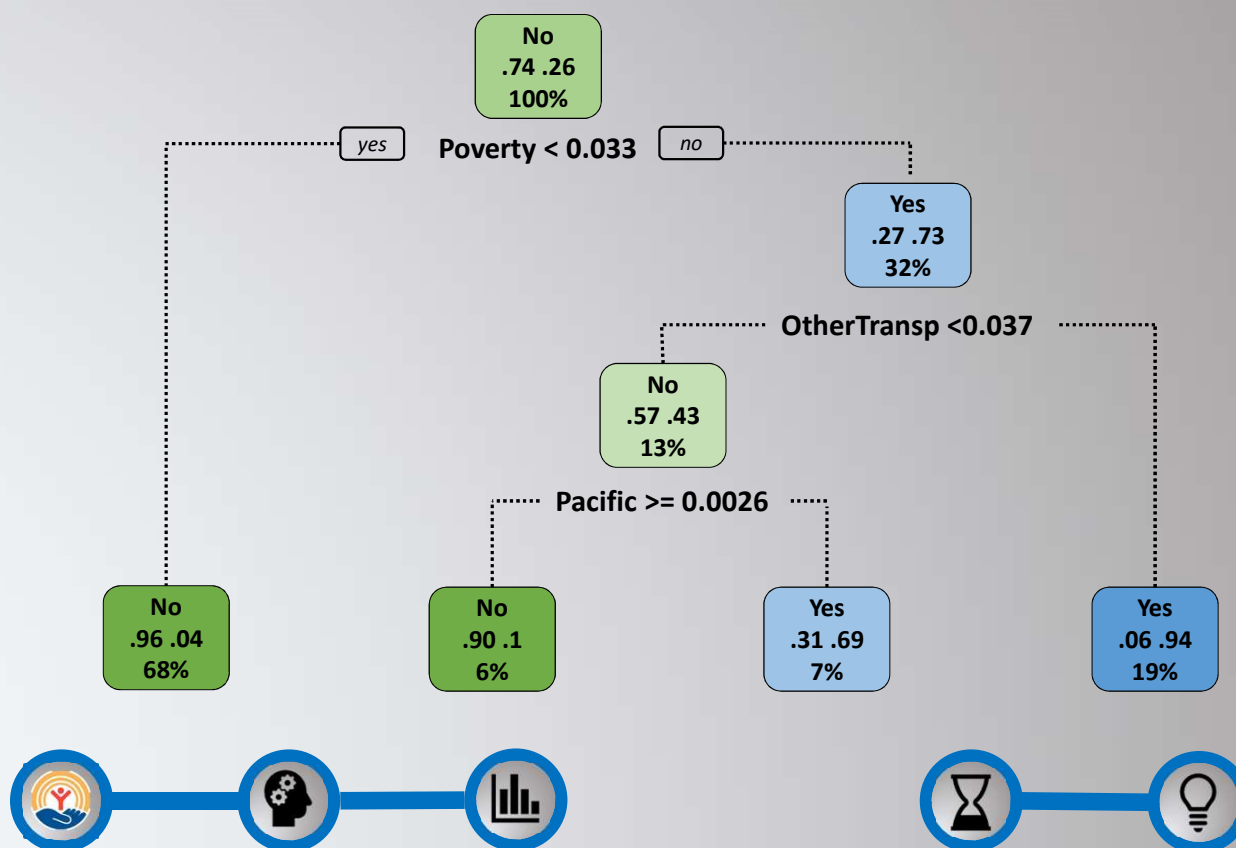 No
.74 .26
100%
yes
Poverty < 0.033
no
Yes
.27 .73
32%
OtherTransp <0.037
No
.57 .43
13%
Pacific >= 0.0026
No
.96 .04
68%
No
.90 .1
6%
Yes
.31 .69
7%
Yes
.06 .94
19%